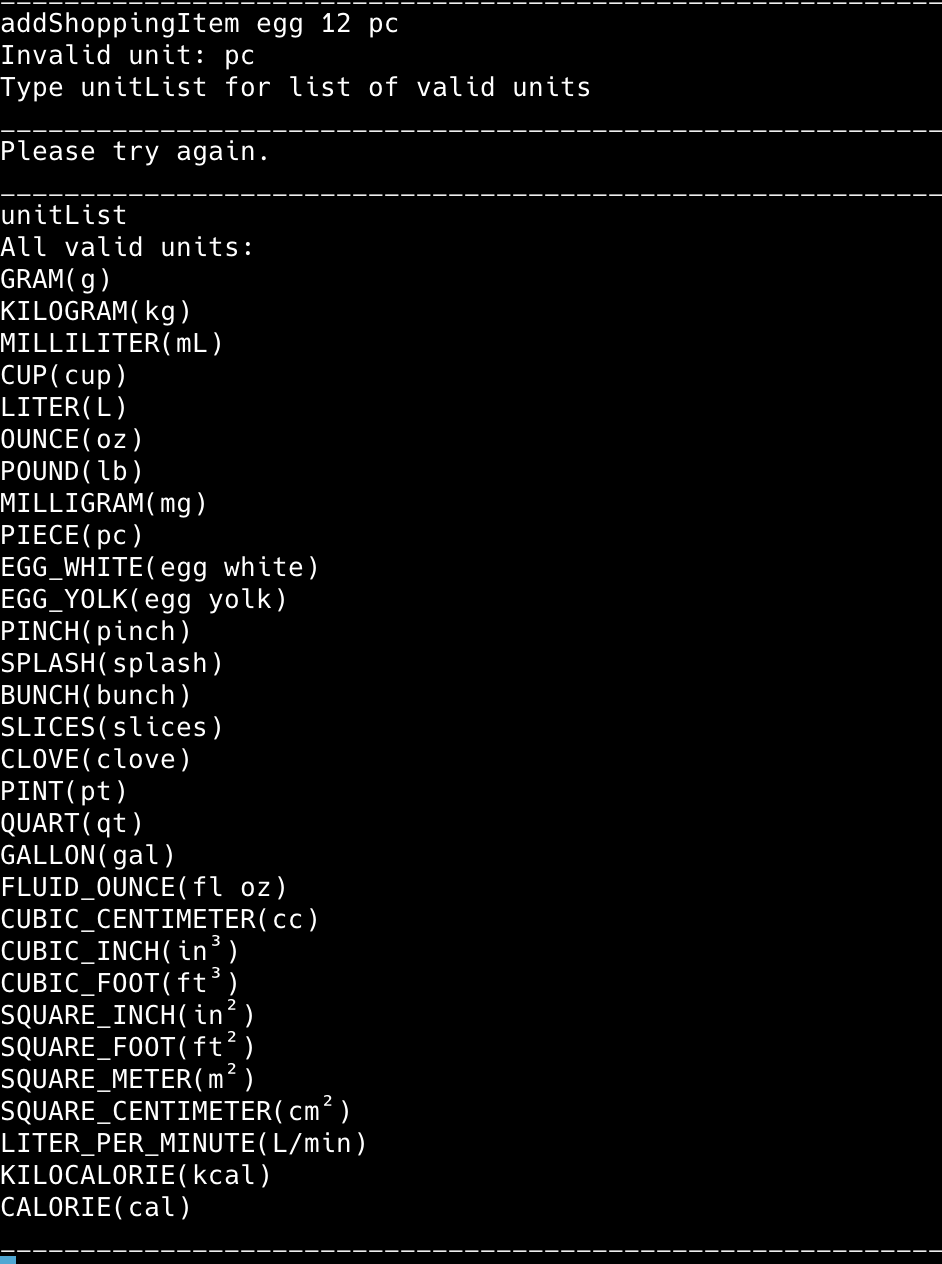 addShoppingItem egg 12 pc
Invalid unit: pc
Type unitList for list of valid units
Please try again.
unitList
All valid units:
GRAM(g)
KILOGRAM(kg)
MILLILITER(mL)
CUP(cup)
LITER(L)
OUNCE(oz)
POUND(lb)
MILLIGRAM(mg)
PIECE(pc)
EGG_WHITE(egg white)
EGG_YOLK(egg yolk)
PINCH(pinch)
SPLASH(splash)
BUNCH(bunch)
SLICES(slices)
CLOVE(clove)
PINT(pt)
QUART(qt)
GALLON(gal)
FLUID_OUNCE(fl oz)
CUBIC_CENTIMETER(cc)
CUBIC_INCH(in³)
CUBIC_FOOT(ft³)
SQUARE_INCH(in²)
SQUARE_FOOT(ft²)
SQUARE_METER(m²)
SQUARE_CENTIMETER(cm²)
LITER_PER_MINUTE(L/min)
KILOCALORIE(kcal)
CALORIE(cal)